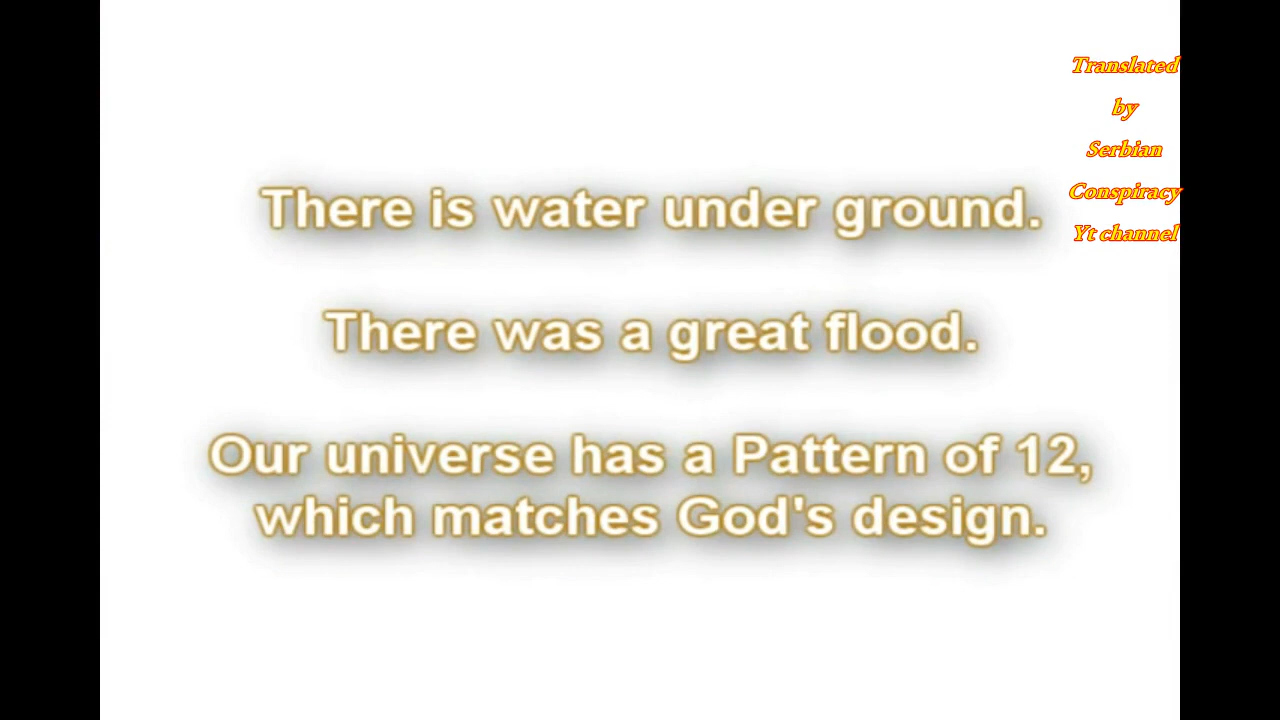 There is water under ground.
There was a great flood.
Our universe has a Pattern of 12,
which matches God's design.
Translated
by
Serbian
Conspiracy
Yt channel